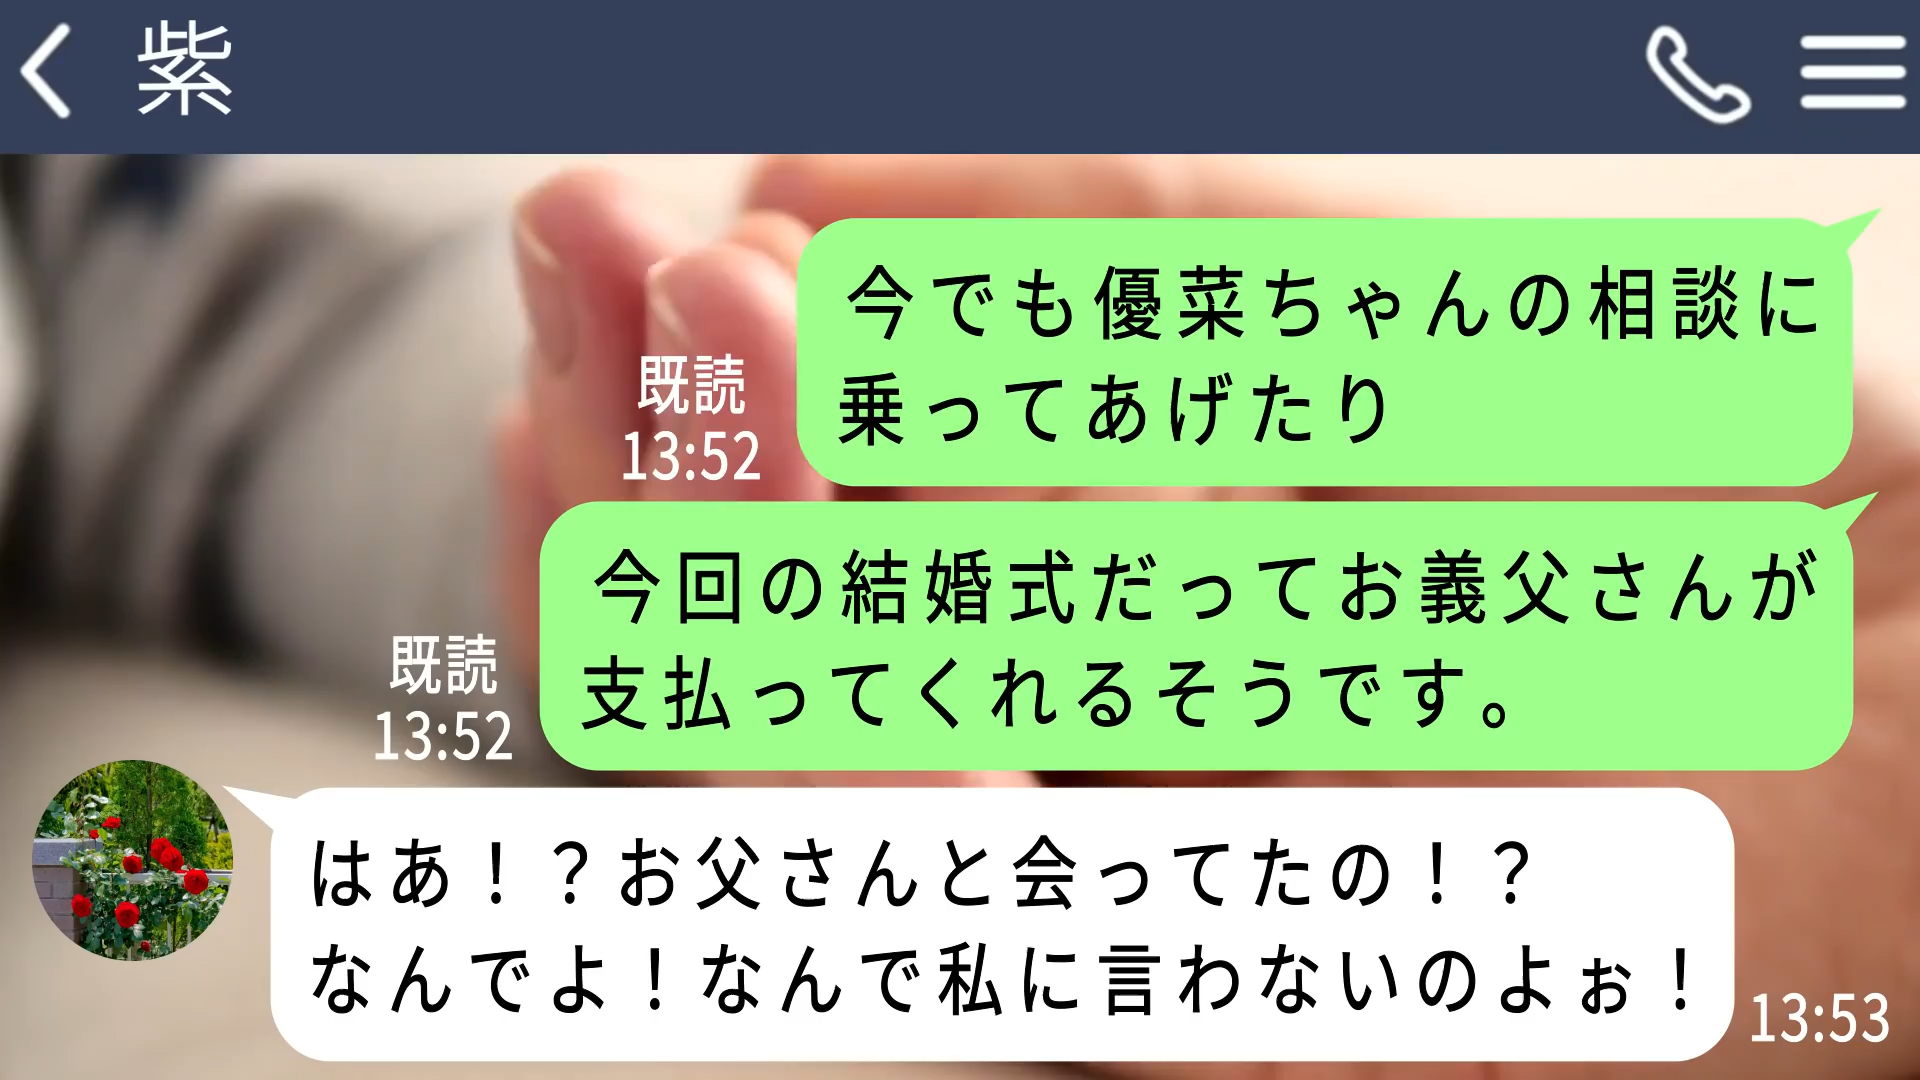 紫
今でも優菜ちゃんの相談に
乗ってあげたり
既読
13:52
今回の結婚式だってお義父さんが
支払ってくれるそうです。
既読
13:52
はあ！？お父さんと会ってたの！？
なんでよ！なんで私に言わないのよぉ！
13:53